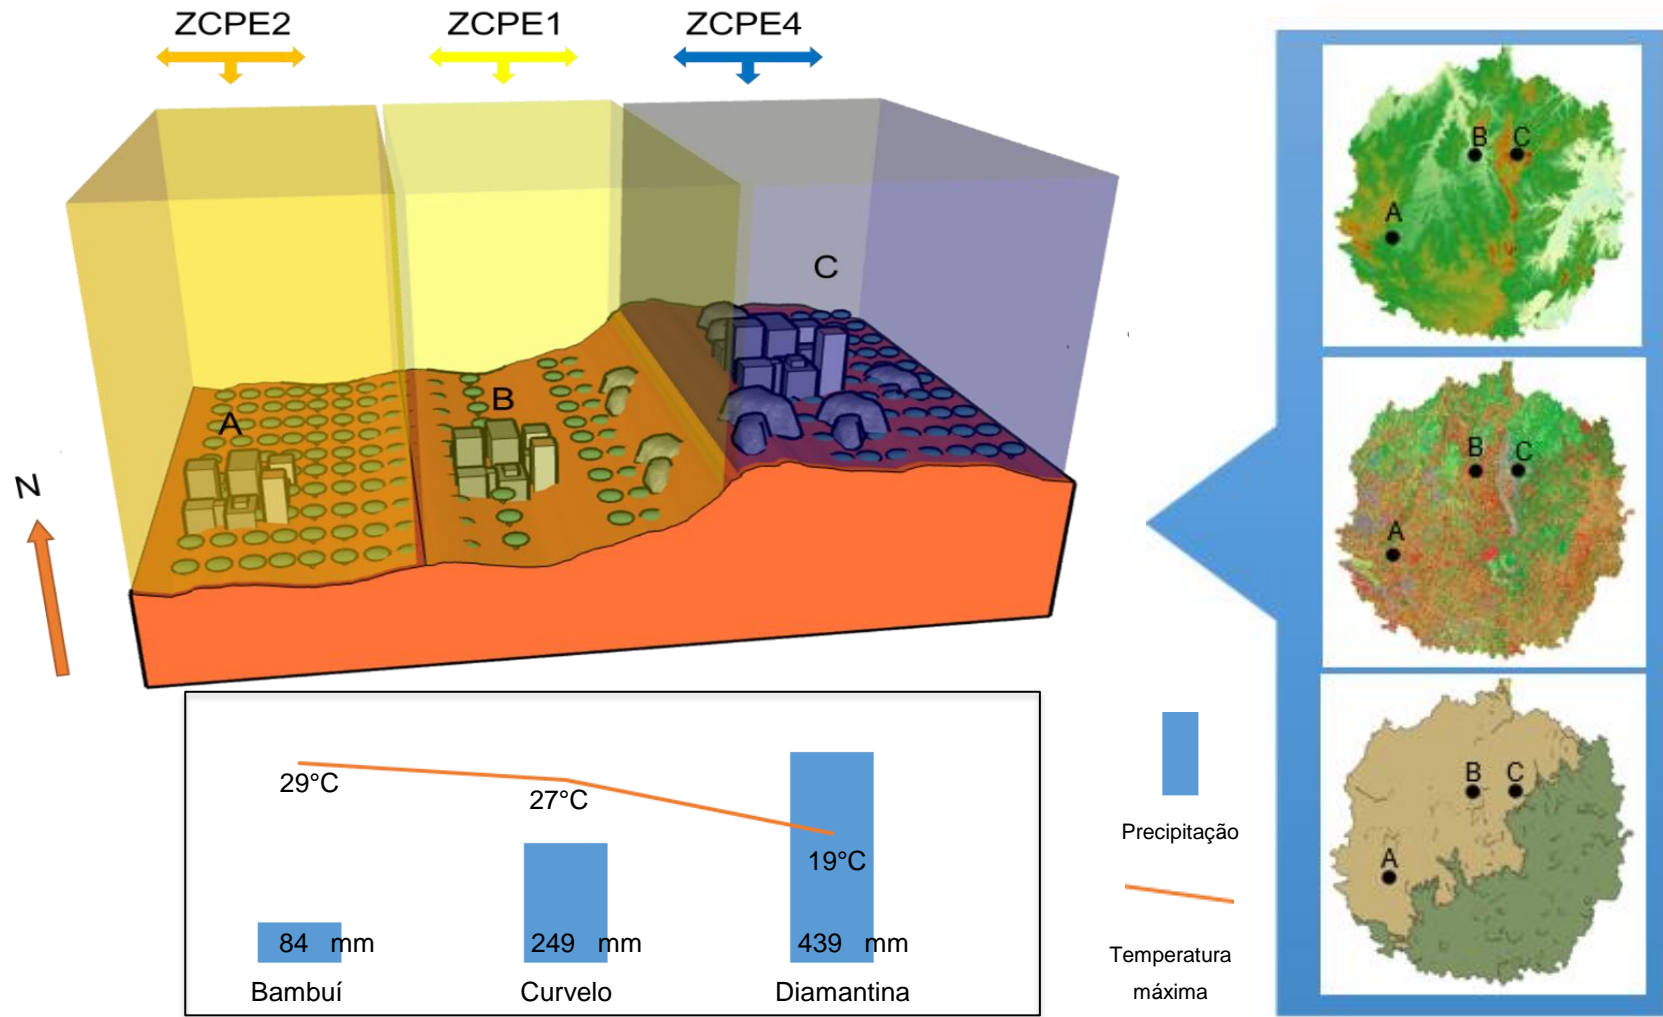 ZCPE2 ZCPE1 ZCPE4
B C
A
C
A B
B C
A
N
29°C 27°C 19°C
84 mm 249 mm 439 mm
Bambuí Curvelo Diamantina
Precipitação
Temperatura
máxima
B C
A